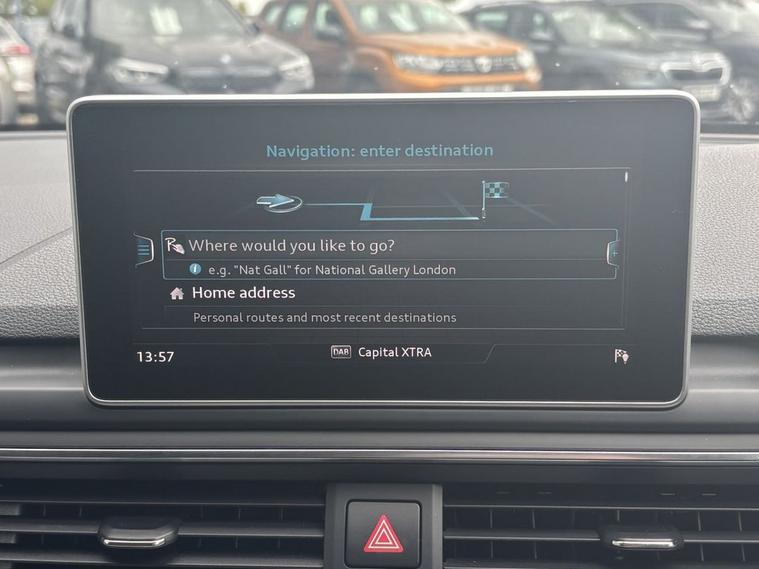 Navigation: enter destination
Where would you like to go?
e.g. "Nat Gall" for National Gallery London
Home address
Personal routes and most recent destinations
13:57
DAB Capital XTRA